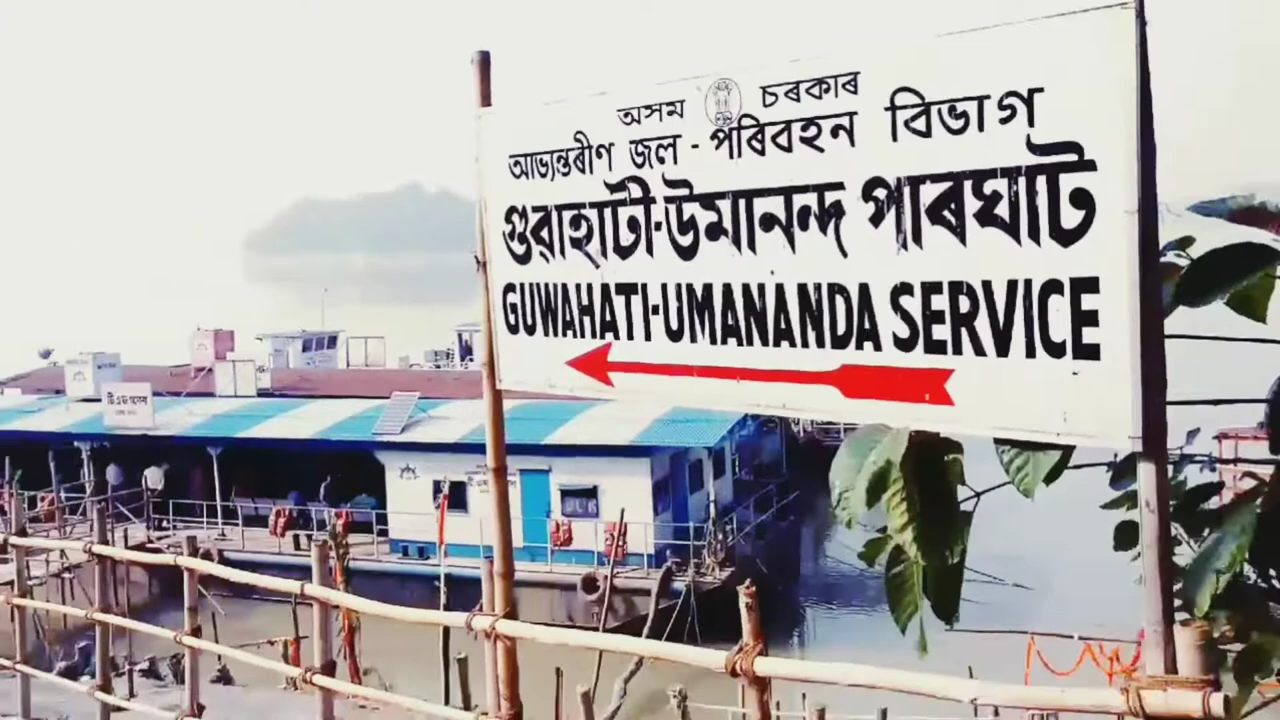 অসম চৰকাৰ
আভ্যন্তৰীণ জল - পৰিবহন বিভাগ
গুৱাহাটী-উমানন্দ পাৰঘাট
GUWAHATI-UMANANDA SERVICE